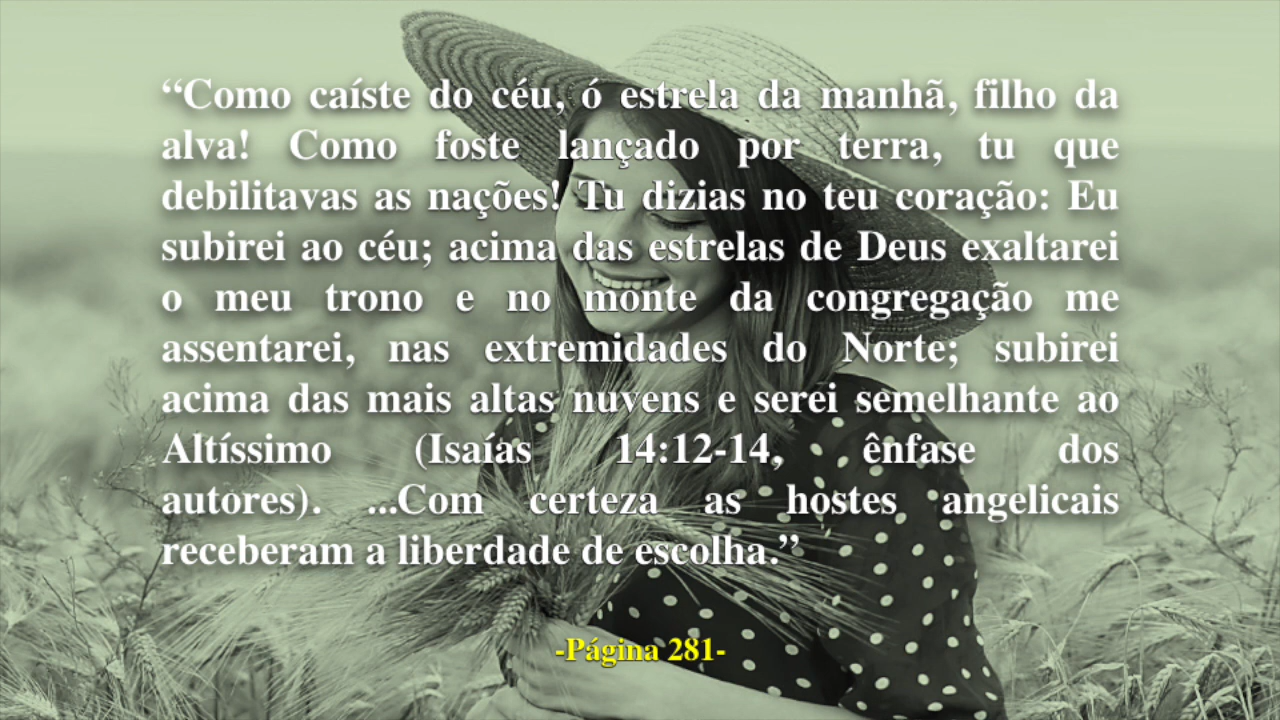 “Como caíste do céu, ó estrela da manhã, filho da
alva! Como foste lançado por terra, tu que
debilitavas as nações! Tu dizias no teu coração: Eu
subirei ao céu; acima das estrelas de Deus exaltarei
o meu trono e no monte da congregação me
assentarei, nas extremidades do Norte; subirei
acima das mais altas nuvens e serei semelhante ao
Altíssimo (Isaías 14:12-14, ênfase dos
autores). ...Com certeza as hostes angelicais
receberam a liberdade de escolha.”
-Página 281-